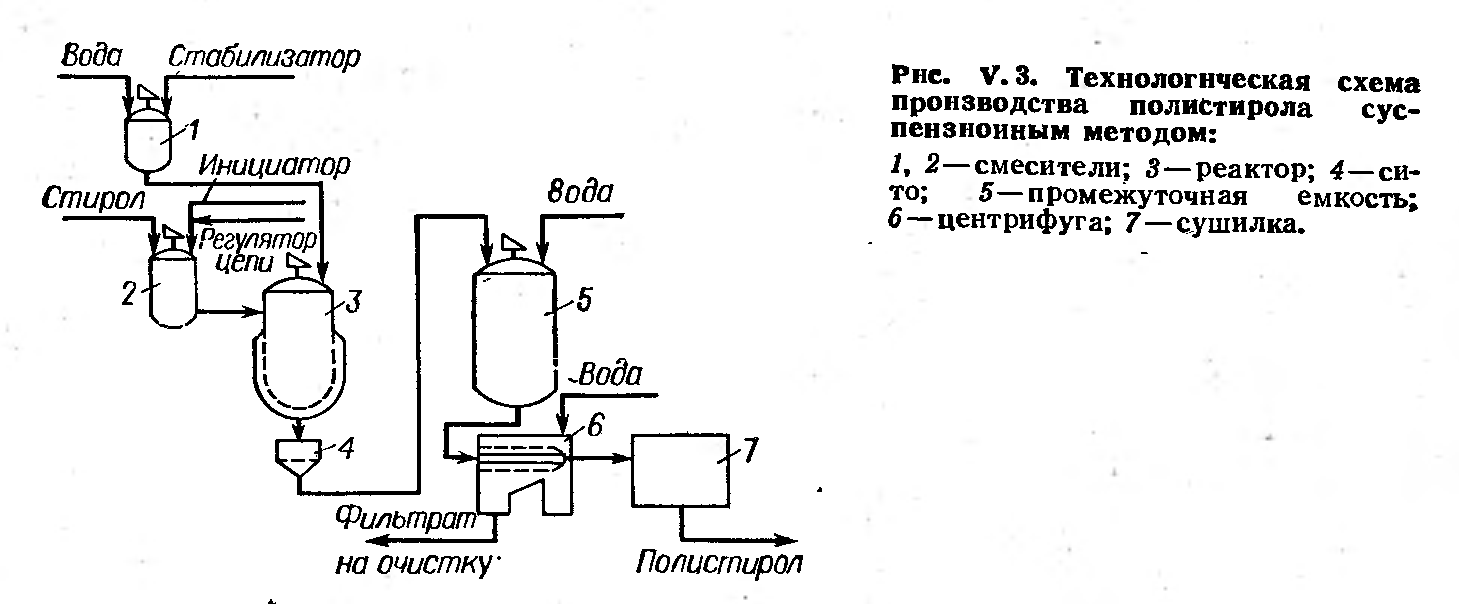 Вода Стабилизатор
1
Инициатор
Стирол
Регулятор
цепи
2
3
4
Вода
5
Вода
6
7
Фильтрат
на очистку
Полистирол
Рис. V.3. Технологическая схема
производства полистирола сус-
пензионным методом:
1, 2—смесители; 3—реактор; 4—си-
то; 5—промежуточная емкость;
6—центрифуга; 7—сушилка.